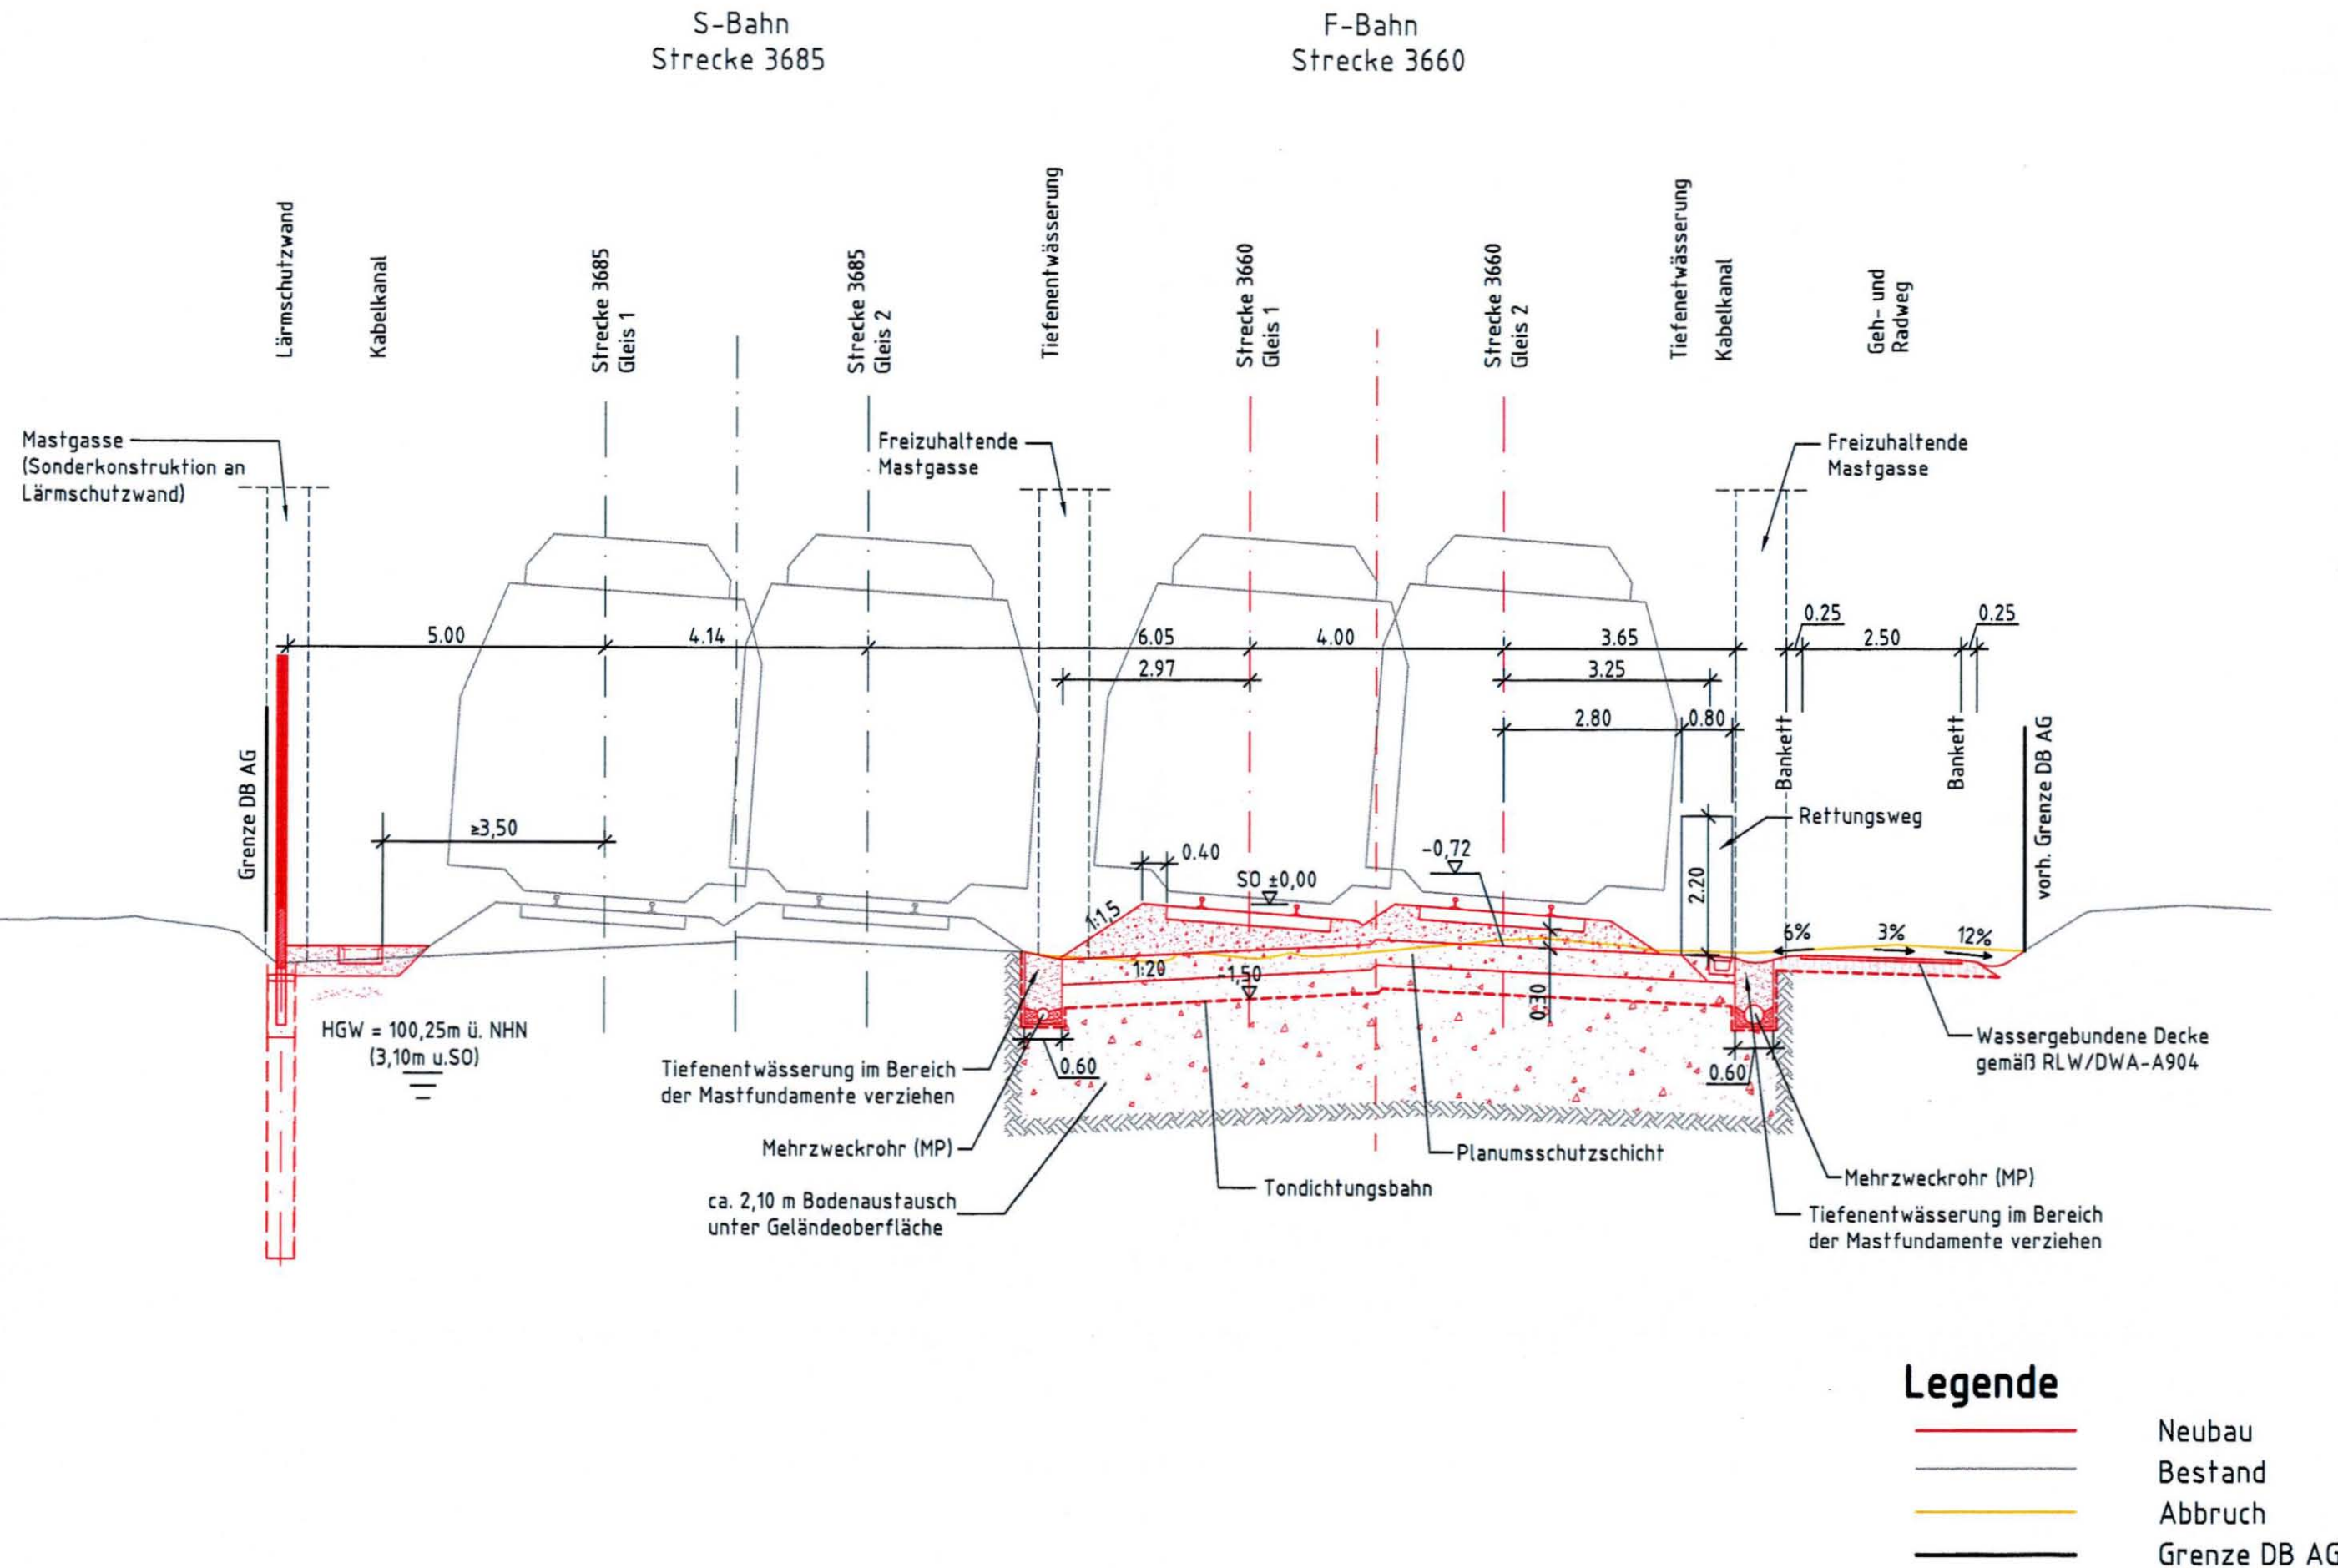 S-Bahn
Strecke 3685
F-Bahn
Strecke 3660
Lärmschutzwand
Kabelkanal
Strecke 3685
Gleis 1
Strecke 3685
Gleis 2
Tiefenentwässerung
Strecke 3660
Gleis 1
Strecke 3660
Gleis 2
Tiefenetwässerung
Kabelkanal
Geh- und
Radweg
Mastgasse
(Sonderkonstruktion an
Lärmschutzwand)
Freizuhaltende
Mastgasse
Freizuhaltende
Mastgasse
5.00
4.14
6.05
4.00
3.65
0.25
2.50
0.25
2.97
3.25
2.80
0.80
Grenze DB AG
Bankett
Bankett
vorh. Grenze DB AG
≥3,50
Rettungsweg
2.20
0.40
-0,72
SO ±0,00
1:1,5
6%
3%
12%
1:20
-1,50
0,30
HGW = 100,25m ü. NHN
(3,10m u.SO)
Tiefenentwässerung im Bereich
der Mastfundamente verziehen
0.60
0.60
Wassergebundene Decke
gemäß RLW/DWA-A904
Mehrzweckrohr (MP)
Planumsschutzschicht
Tondichtungsbahn
Mehrzweckrohr (MP)
ca. 2,10 m Bodenaustausch
unter Geländeoberfläche
Tiefenentwässerung im Bereich
der Mastfundamente verziehen
Legende
Neubau
Bestand
Abbruch
Grenze DB AG